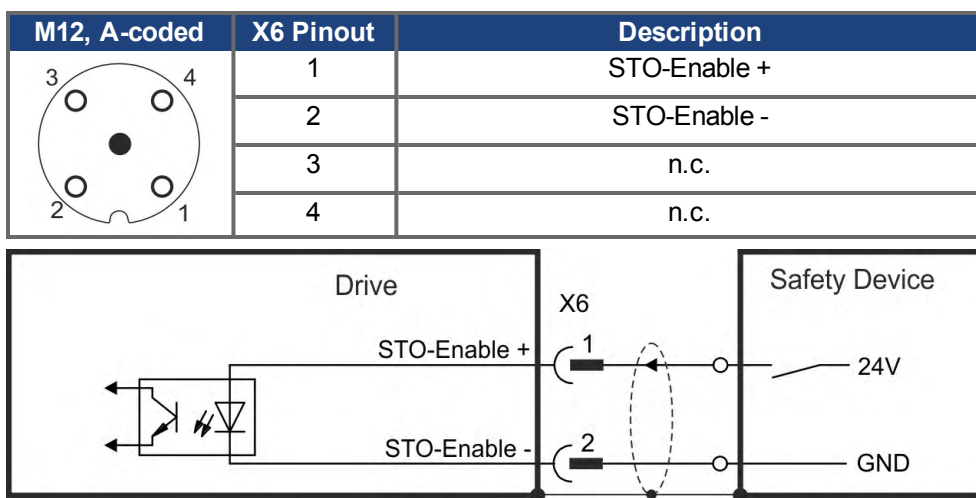 M12, A-coded X6 Pinout Description
3 4
2 1
1 STO-Enable +
2 STO-Enable -
3 n.c.
4 n.c.
Drive
Safety Device
X6
STO-Enable + 1 24V
STO-Enable - 2 GND